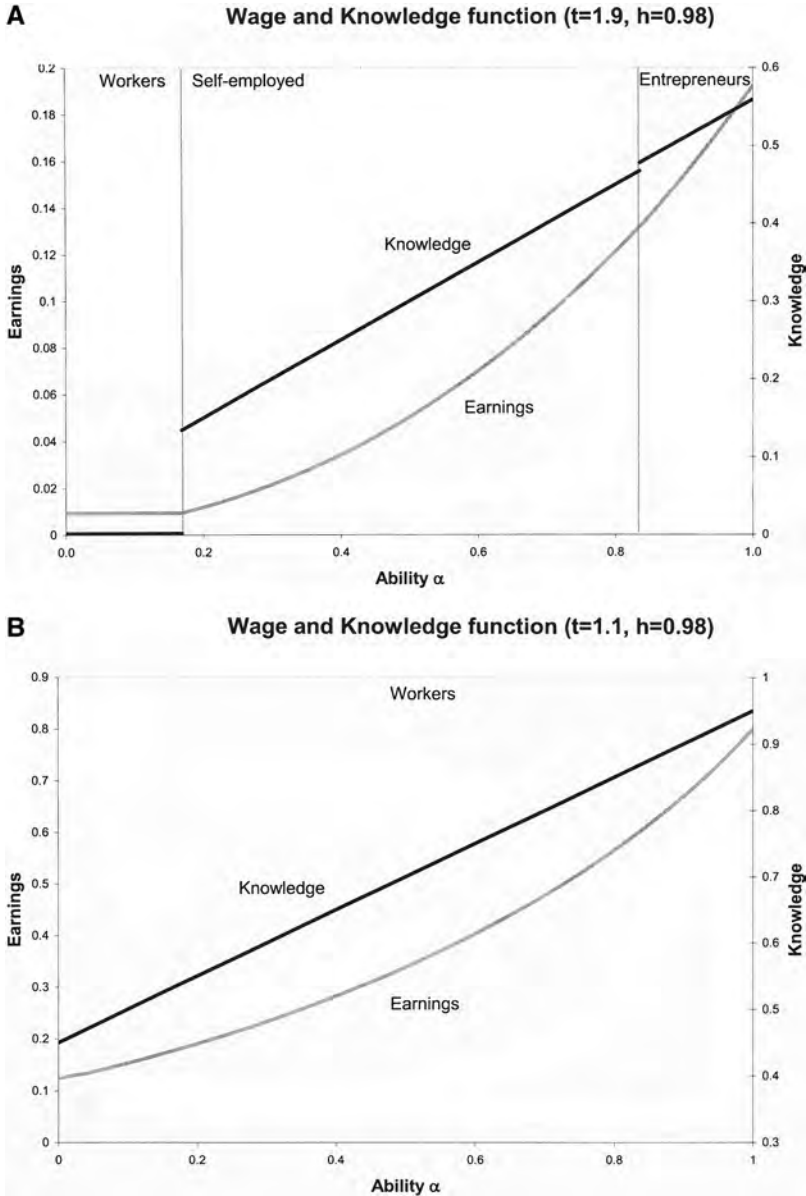 A
Wage and Knowledge function (t=1.9, h=0.98)
0.2 Workers Self-employed Entrepreneurs 0.6
0.18
0.5
0.16
0.14
0.4
0.12
Knowledge
Earnings
0.1
0.3
Knowledge
0.08
0.2
0.06
Earnings
0.04
0.1
0.02
0 0
0.0 0.2 0.4 0.6 0.8 1.0
Ability α
B
Wage and Knowledge function (t=1.1, h=0.98)
0.9 Workers 1
0.8
0.9
0.7
0.6
0.8
0.5
Knowledge
Earnings
0.7
Knowledge
0.4
0.6
0.3
Earnings
0.5
0.2
0.4
0.1
0 0.3
0 0.2 0.4 0.6 0.8 1
Ability α